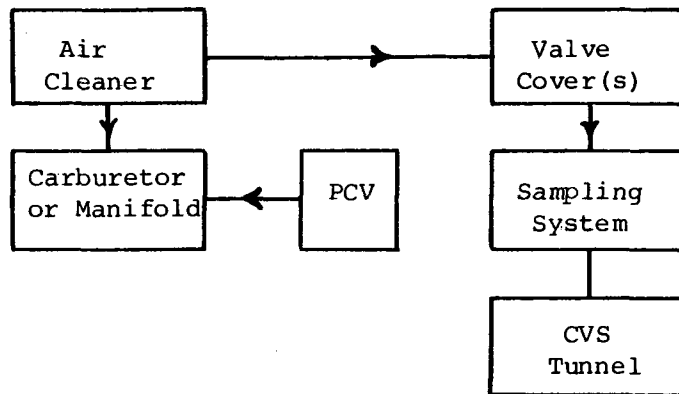 Air
Cleaner
Valve
Cover(s)
Carburetor
or Manifold
PCV
Sampling
System
CVS
Tunnel